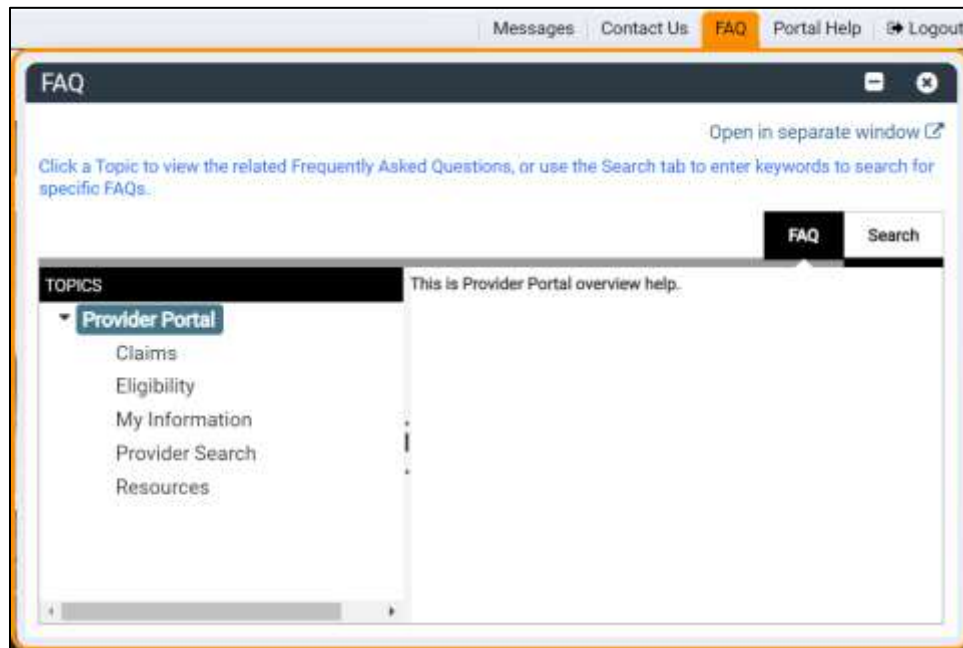 Messages Contact Us FAQ Portal Help Logout
FAQ
Open in separate window
Click a Topic to view the related Frequently Asked Questions, or use the Search tab to enter keywords to search for
specific FAQs.
FAQ Search
TOPICS
This is Provider Portal overview help.
Provider Portal
Claims
Eligibility
My Information
Provider Search
Resources